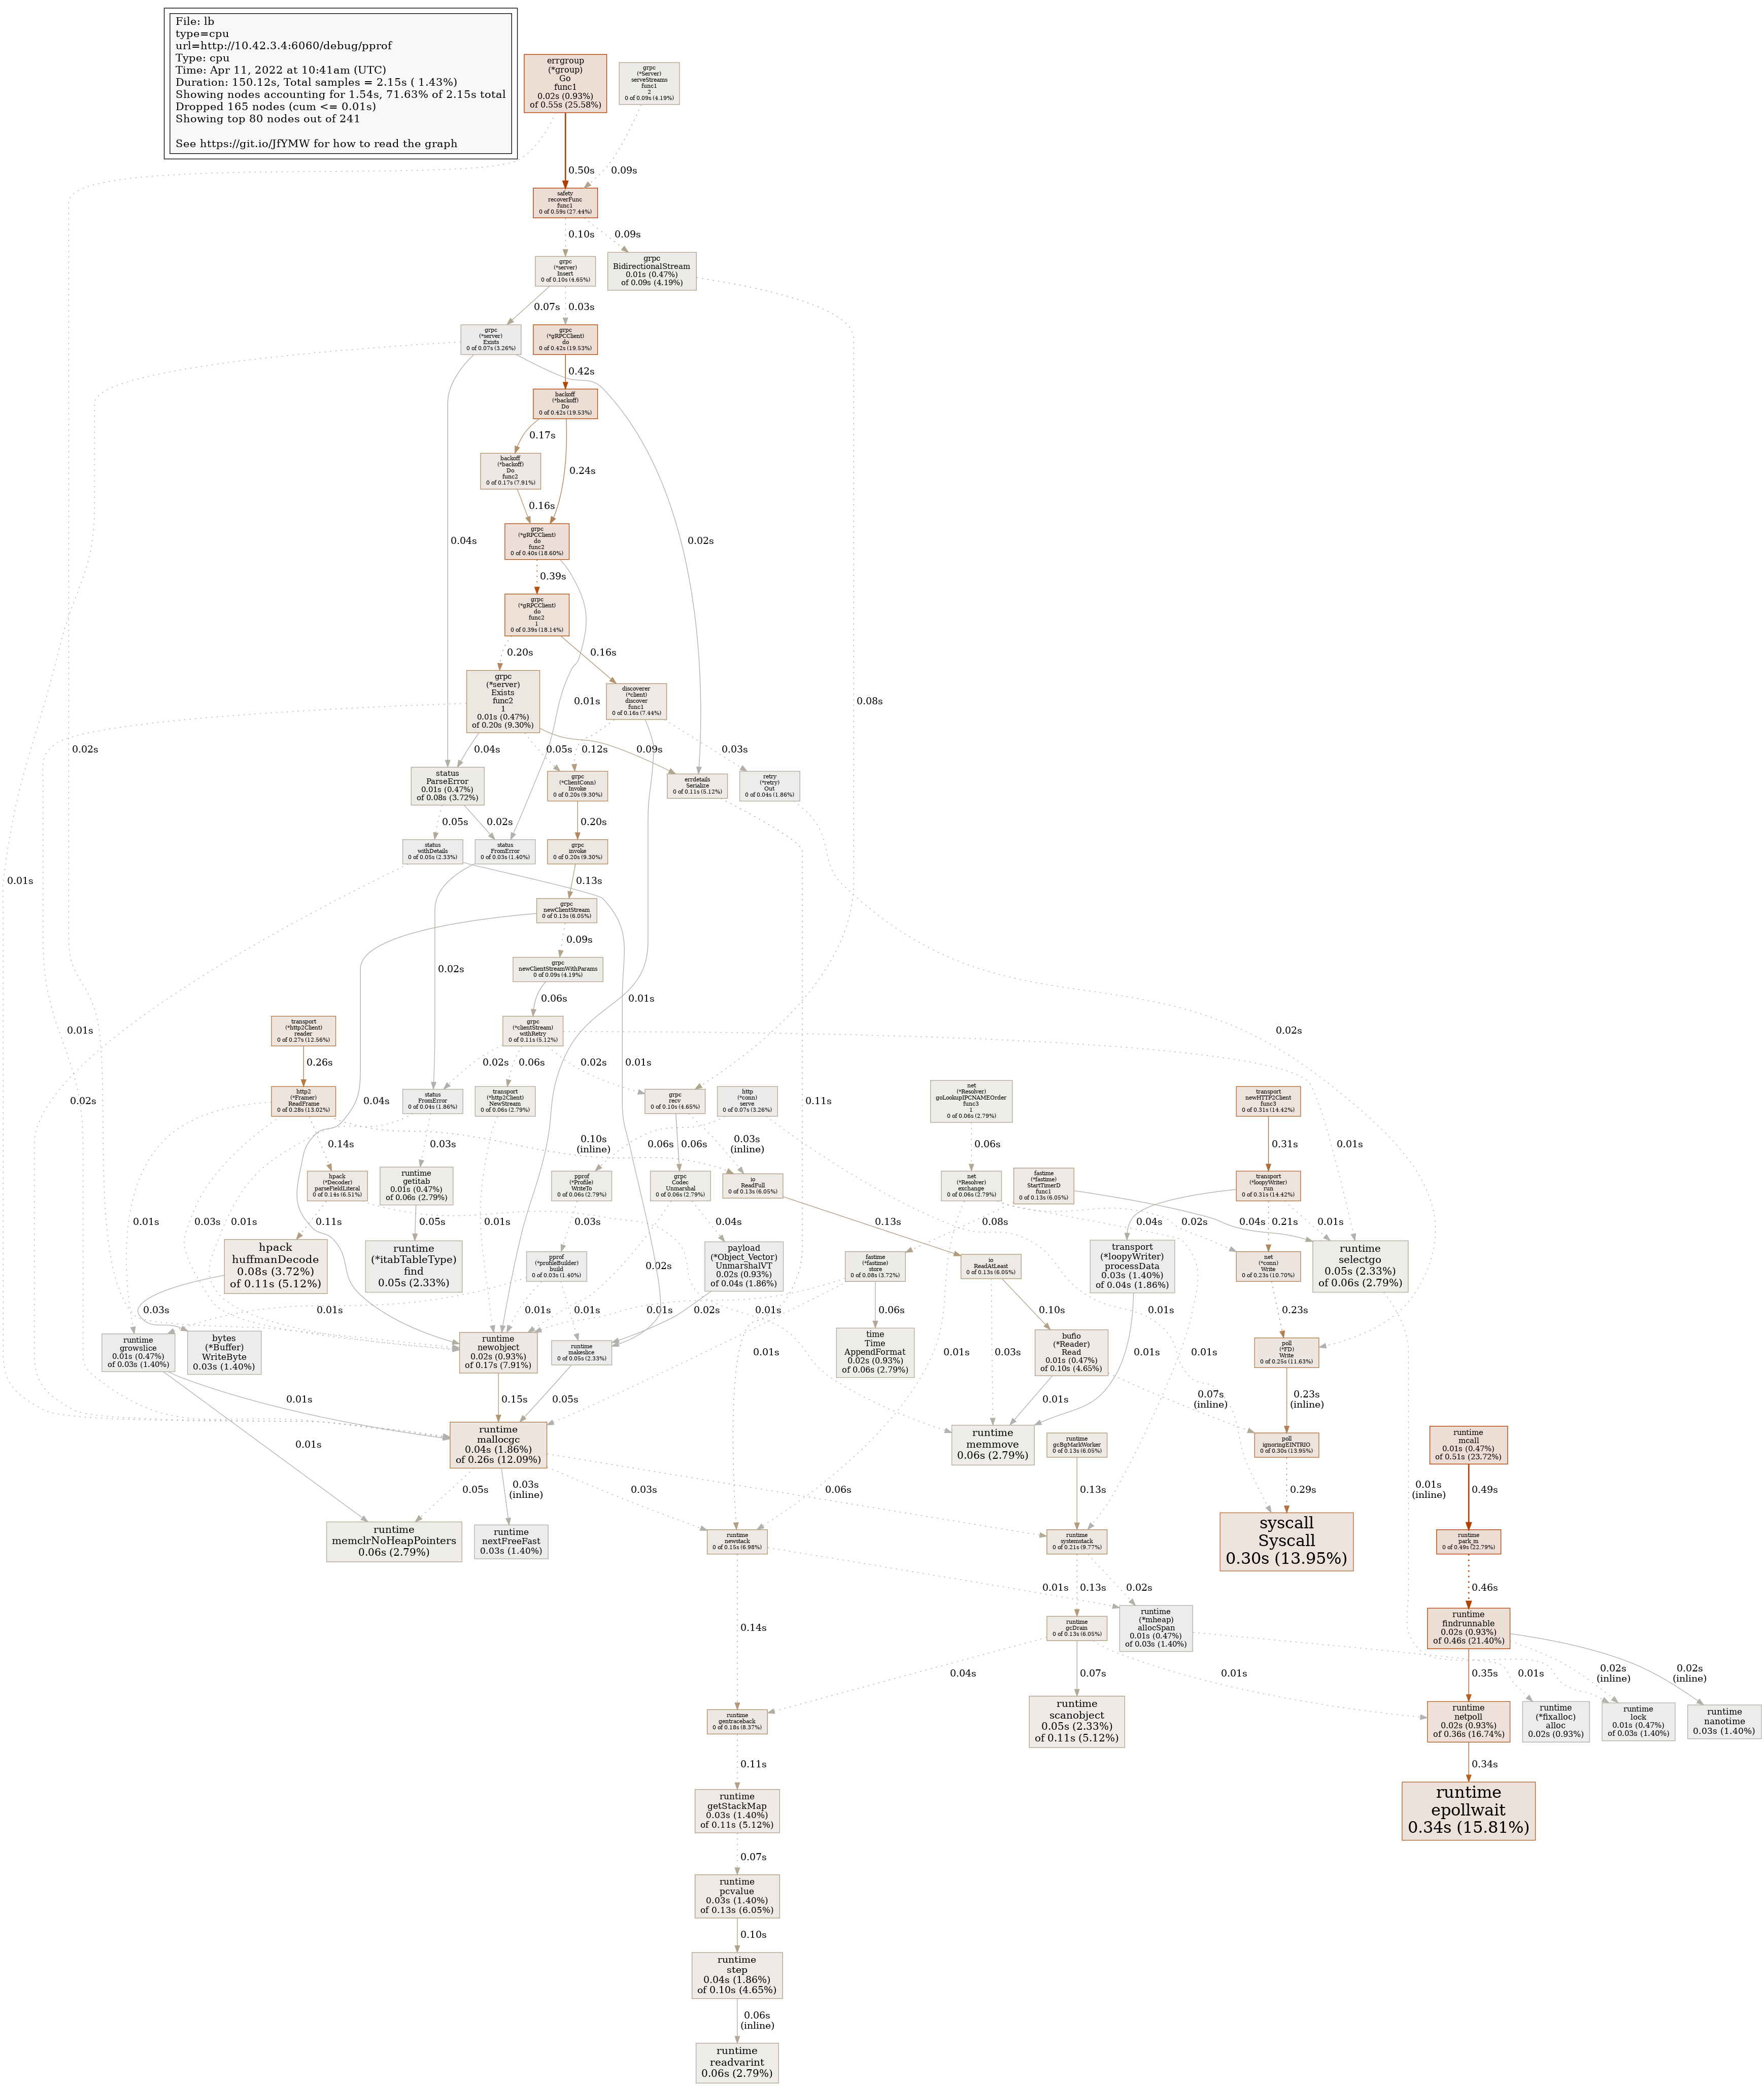 File: lb
type=cpu
url=http://10.42.3.4:6060/debug/pprof
Type: cpu
Time: Apr 11, 2022 at 10:41am (UTC)
Duration: 150.12s, Total samples = 2.15s ( 1.43%)
Showing nodes accounting for 1.54s, 71.63% of 2.15s total
Dropped 165 nodes (cum <= 0.01s)
Showing top 80 nodes out of 241
See https://git.io/JfYMW for how to read the graph
errgroup
(*group)
Go
func1
0.02s (0.93%)
of 0.55s (25.58%)
grpc
(*Server)
serveStreams
func1
2
0 of 0.09s (4.19%)
0.50s
0.09s
safety
recoverFunc
func1
0 of 0.59s (27.44%)
0.10s
0.09s
grpc
(*server)
Insert
0 of 0.10s (4.65%)
grpc
BidirectionalStream
0.01s (0.47%)
of 0.09s (4.19%)
0.07s
0.03s
grpc
(*server)
Exists
0 of 0.07s (3.26%)
grpc
(*gRPCClient)
do
0 of 0.42s (19.53%)
0.42s
backoff
(*backoff)
Do
0 of 0.42s (19.53%)
0.17s
0.24s
backoff
(*backoff)
Do
func2
0 of 0.17s (7.91%)
0.16s
0.04s
0.02s
grpc
(*gRPCClient)
do
func2
0 of 0.40s (18.60%)
0.39s
grpc
(*gRPCClient)
do
func2
1
0 of 0.39s (18.14%)
0.20s
0.16s
grpc
(*server)
Exists
func2
1
0.01s (0.47%)
of 0.20s (9.30%)
discoverer
(*client)
discover
func1
0 of 0.16s (7.44%)
0.01s
0.08s
0.02s
0.04s
0.05s
0.12s
0.09s
0.03s
status
ParseError
0.01s (0.47%)
of 0.08s (3.72%)
grpc
(*ClientConn)
Invoke
0 of 0.20s (9.30%)
errdetails
Serialize
0 of 0.11s (5.12%)
retry
(*retry)
Out
0 of 0.04s (1.86%)
0.05s
0.02s
0.20s
status
withDetails
0 of 0.05s (2.33%)
status
FromError
0 of 0.03s (1.40%)
grpc
invoke
0 of 0.20s (9.30%)
0.01s
0.13s
grpc
newClientStream
0 of 0.13s (6.05%)
0.09s
grpc
newClientStreamWithParams
0 of 0.09s (4.19%)
0.02s
0.06s
0.01s
transport
(*http2Client)
reader
0 of 0.27s (12.56%)
grpc
(*clientStream)
withRetry
0 of 0.11s (5.12%)
0.01s
0.02s
0.26s
0.02s
0.06s
0.02s
0.01s
http2
(*Framer)
ReadFrame
0 of 0.28s (13.02%)
status
FromError
0 of 0.04s (1.86%)
transport
(*http2Client)
NewStream
0 of 0.06s (2.79%)
grpc
recv
0 of 0.10s (4.65%)
http
(*conn)
serve
0 of 0.07s (3.26%)
net
(*Resolver)
goLookupIPCNAMEOrder
func3
1
0 of 0.06s (2.79%)
transport
newHTTP2Client
func3
0 of 0.31s (14.42%)
0.02s
0.04s
0.11s
0.14s
0.03s
0.10s
(inline)
0.06s
0.06s
0.03s
(inline)
0.06s
0.31s
0.01s
hpack
(*Decoder)
parseFieldLiteral
0 of 0.14s (6.51%)
runtime
getitab
0.01s (0.47%)
of 0.06s (2.79%)
pprof
(*Profile)
WriteTo
0 of 0.06s (2.79%)
grpc
Codec
Unmarshal
0 of 0.06s (2.79%)
io
ReadFull
0 of 0.13s (6.05%)
net
(*Resolver)
exchange
0 of 0.06s (2.79%)
fastime
(*fastime)
StartTimerD
func1
0 of 0.13s (6.05%)
transport
(*loopyWriter)
run
0 of 0.31s (14.42%)
0.01s
0.03s
0.01s
0.11s
0.05s
0.01s
0.03s
0.04s
0.13s
0.08s
0.04s
0.02s
0.04s
0.21s
0.01s
hpack
huffmanDecode
0.08s (3.72%)
of 0.11s (5.12%)
runtime
(*itabTableType)
find
0.05s (2.33%)
pprof
(*profileBuilder)
build
0 of 0.03s (1.40%)
payload
(*Object_Vector)
UnmarshalVT
0.02s (0.93%)
of 0.04s (1.86%)
fastime
(*fastime)
store
0 of 0.08s (3.72%)
io
ReadAtLeast
0 of 0.13s (6.05%)
transport
(*loopyWriter)
processData
0.03s (1.40%)
of 0.04s (1.86%)
net
(*conn)
Write
0 of 0.23s (10.70%)
runtime
selectgo
0.05s (2.33%)
of 0.06s (2.79%)
0.02s
0.03s
0.01s
0.01s
0.01s
0.01s
0.02s
0.01s
0.06s
0.10s
0.01s
0.23s
runtime
growslice
0.01s (0.47%)
of 0.03s (1.40%)
bytes
(*Buffer)
WriteByte
0.03s (1.40%)
runtime
newobject
0.02s (0.93%)
of 0.17s (7.91%)
runtime
makeslice
0 of 0.05s (2.33%)
time
Time
AppendFormat
0.02s (0.93%)
of 0.06s (2.79%)
bufio
(*Reader)
Read
0.01s (0.47%)
of 0.10s (4.65%)
poll
(*FD)
Write
0 of 0.25s (11.63%)
0.01s
0.01s
0.03s
0.01s
0.01s
0.01s
0.15s
0.05s
0.01s
0.07s
(inline)
0.23s
(inline)
runtime
mallocgc
0.04s (1.86%)
of 0.26s (12.09%)
runtime
memmove
0.06s (2.79%)
runtime
gcBgMarkWorker
0 of 0.13s (6.05%)
poll
ignoringEINTRIO
0 of 0.30s (13.95%)
runtime
mcall
0.01s (0.47%)
of 0.51s (23.72%)
0.01s
0.05s
0.03s
(inline)
0.03s
0.06s
0.13s
0.29s
0.01s
(inline)
0.49s
runtime
memclrNoHeapPointers
0.06s (2.79%)
runtime
nextFreeFast
0.03s (1.40%)
runtime
newstack
0 of 0.15s (6.98%)
runtime
systemstack
0 of 0.21s (9.77%)
syscall
Syscall
0.30s (13.95%)
runtime
park_m
0 of 0.49s (22.79%)
0.01s
0.13s
0.02s
0.46s
0.14s
runtime
gcDrain
0 of 0.13s (6.05%)
runtime
(*mheap)
allocSpan
0.01s (0.47%)
of 0.03s (1.40%)
runtime
findrunnable
0.02s (0.93%)
of 0.46s (21.40%)
0.04s
0.07s
0.01s
0.35s
0.01s
0.02s
(inline)
0.02s
(inline)
runtime
gentraceback
0 of 0.18s (8.37%)
runtime
scanobject
0.05s (2.33%)
of 0.11s (5.12%)
runtime
netpoll
0.02s (0.93%)
of 0.36s (16.74%)
runtime
(*fixalloc)
alloc
0.02s (0.93%)
runtime
lock
0.01s (0.47%)
of 0.03s (1.40%)
runtime
nanotime
0.03s (1.40%)
0.11s
0.34s
runtime
getStackMap
0.03s (1.40%)
of 0.11s (5.12%)
runtime
epollwait
0.34s (15.81%)
0.07s
runtime
pcvalue
0.03s (1.40%)
of 0.13s (6.05%)
0.10s
runtime
step
0.04s (1.86%)
of 0.10s (4.65%)
0.06s
(inline)
runtime
readvarint
0.06s (2.79%)